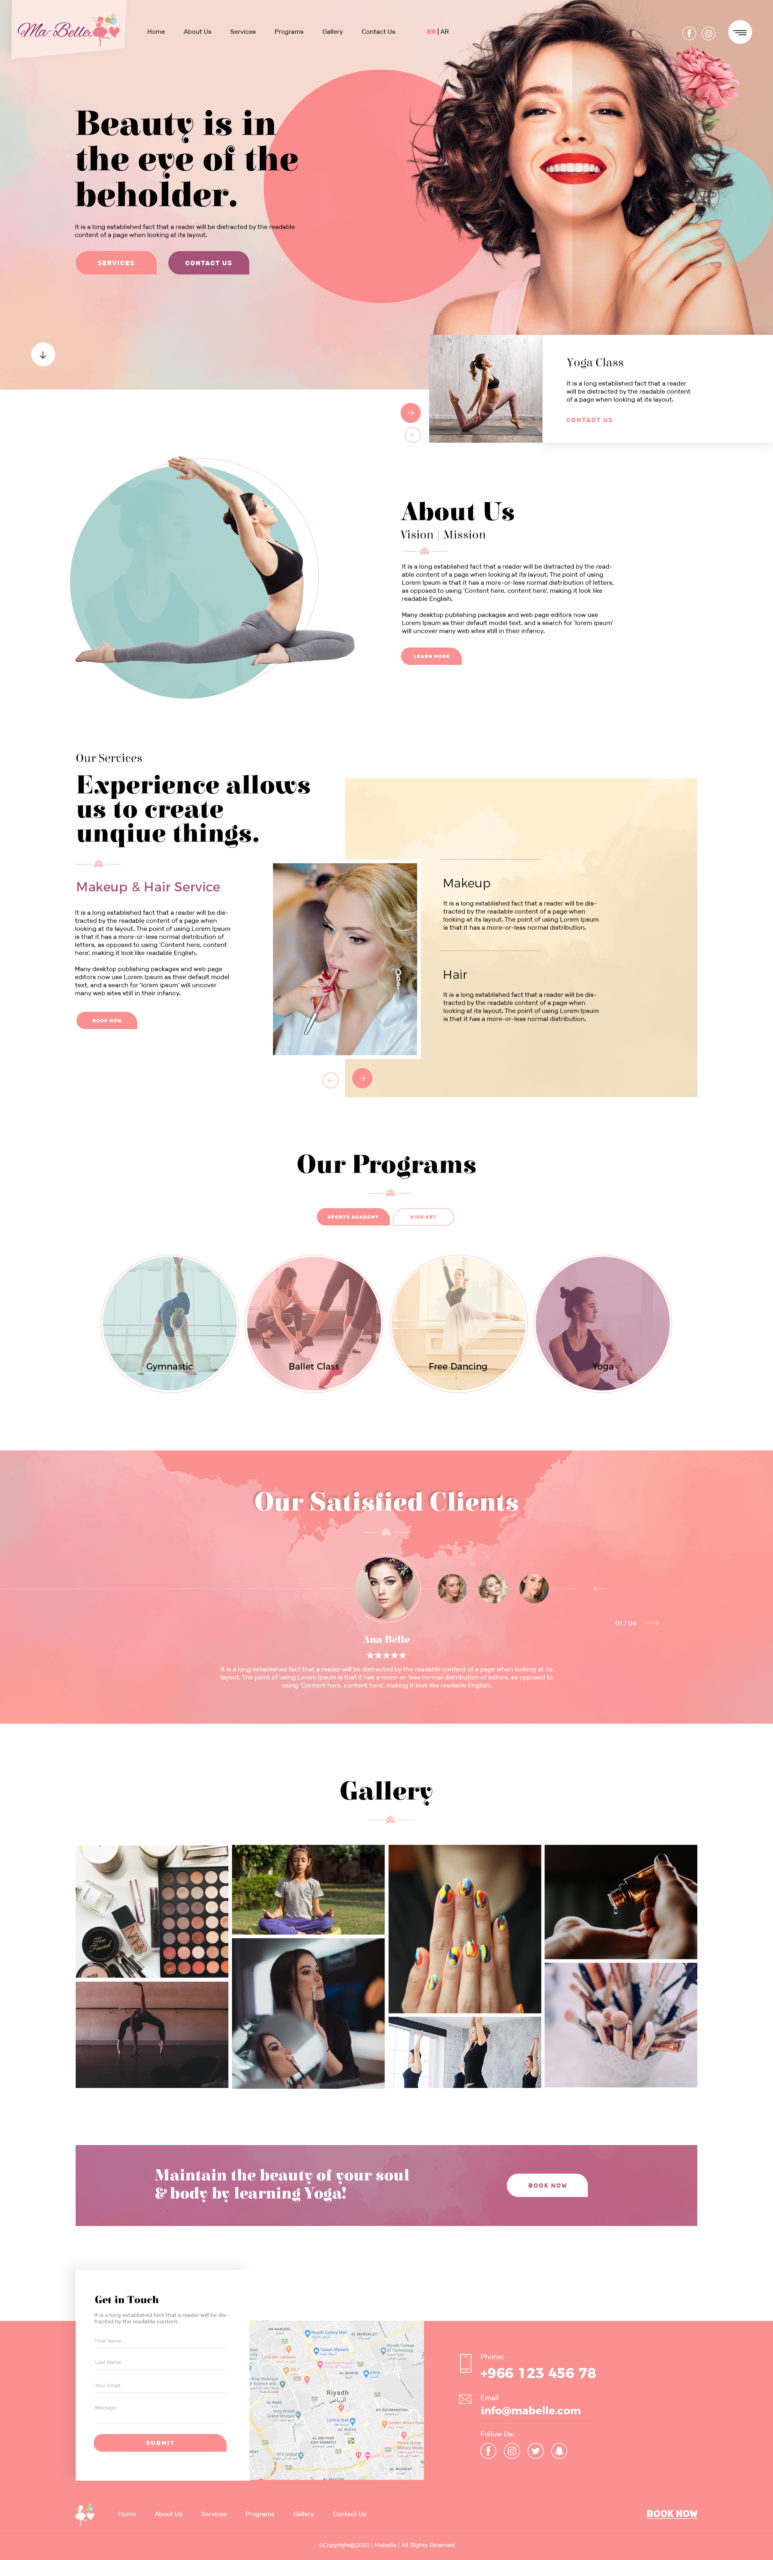 Ma-Belle
Home
About Us
Services
Programs
Gallery
Contact Us
EN | AR
Beauty is in
the eye of the
beholder.
It is a long established fact that a reader will be distracted by the readable
content of a page when looking at its layout.
SERVICES
CONTACT US
Yoga Class
It is a long established fact that a reader
will be distracted by the readable content
of a page when looking at its layout.
CONTACT US
About Us
Vision | Mission
It is a long established fact that a reader will be distracted by the read-
able content of a page when looking at its layout. The point of using
Lorem Ipsum is that it has a more-or-less normal distribution of letters,
as opposed to using 'Content here, content here', making it look like
readable English.
Many desktop publishing packages and web page editors now use
Lorem Ipsum as their default model text, and a search for 'lorem ipsum'
will uncover many web sites still in their infancy.
LEARN MORE
Our Services
Experience allows
us to create
unqiue things.
Makeup & Hair Service
It is a long established fact that a reader will be dis-
tracted by the readable content of a page when
looking at its layout. The point of using Lorem Ipsum
is that it has a more-or-less normal distribution of
letters, as opposed to using 'Content here, content
here', making it look like readable English.
Many desktop publishing packages and web page
editors now use Lorem Ipsum as their default model
text, and a search for 'lorem ipsum' will uncover
many web sites still in their infancy.
BOOK NOW
Makeup
It is a long established fact that a reader will be dis-
tracted by the readable content of a page when
looking at its layout. The point of using Lorem Ipsum
is that it has a more-or-less normal distribution.
Hair
It is a long established fact that a reader will be dis-
tracted by the readable content of a page when
looking at its layout. The point of using Lorem Ipsum
is that it has a more-or-less normal distribution.
Our Programs
SPORTS ACADEMY
KIDS ART
Gymnastic
Ballet Class
Free Dancing
Yoga
Our Satisfied Clients
01 / 04
Ana Belle
It is a long established fact that a reader will be distracted by the readable content of a page when looking at its
layout. The point of using Lorem Ipsum is that it has a more-or-less normal distribution of letters, as opposed to
using 'Content here, content here', making it look like readable English.
Gallery
Too
Faced
Maintain the beauty of your soul
& body by learning Yoga!
BOOK NOW
Get in Touch
It is a long established fact that a reader will be dis-
tracted by the readable content.
First Name
Last Name
Your Email
Message
SUBMIT
Riyadh Gallery Mall
Riyadh
الرياض
Phone:
+966 123 456 78
Email
info@mabelle.com
Follow Us:
Home
About Us
Services
Programs
Gallery
Contact Us
BOOK NOW
©Copyright@2020 | Mabelle | All Rights Reserved